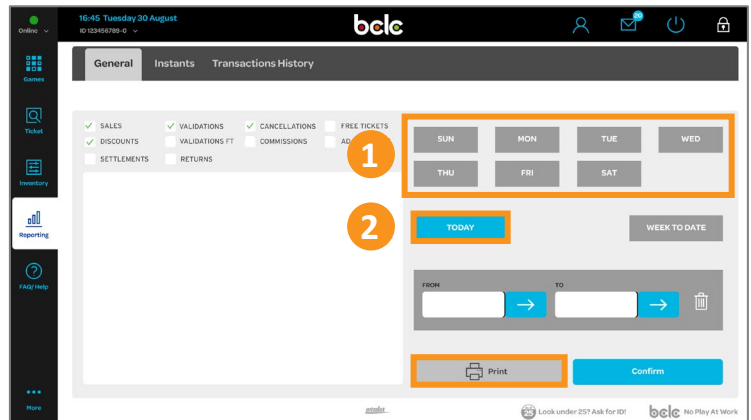 Online
16:45 Tuesday 30 August
ID 123456789-0
bclc
20
Games
Ticket
Inventory
Reporting
FAQ/Help
More
General Instants Transactions History
SALES VALIDATIONS CANCELLATIONS FREE TICKETS
DISCOUNTS VALIDATIONS FT COMMISSIONS AD
SETTLEMENTS RETURNS
1
SUN MON TUE WED
THU FRI SAT
2
TODAY WEEK TO DATE
FROM TO
Print Confirm
25 Look under 25? Ask for ID! bclc No Play At Work